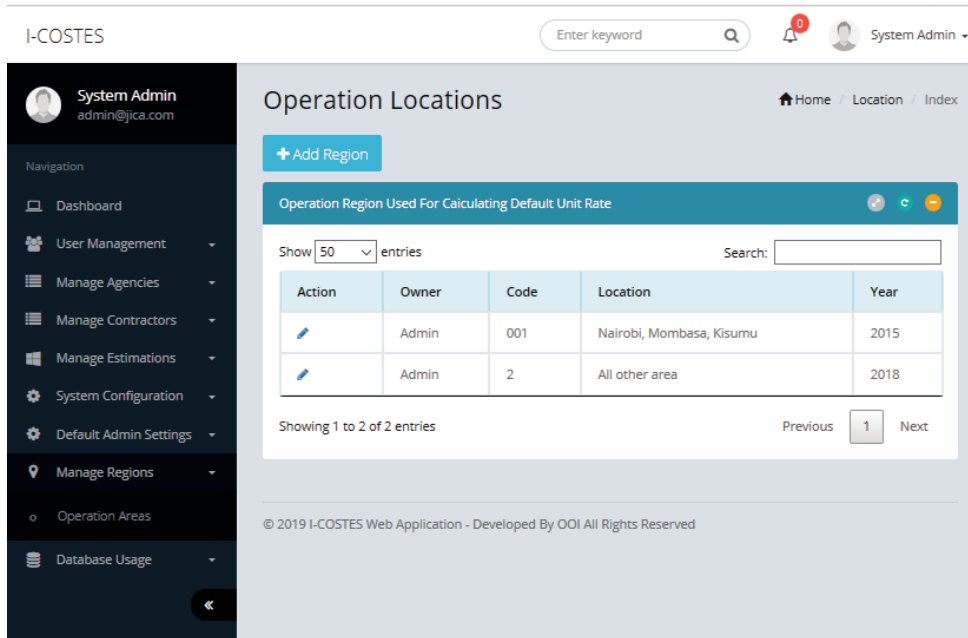 I-COSTES
Enter keyword
0
System Admin
System Admin
admin@jica.com
Navigation
Dashboard
User Management
Manage Agencies
Manage Contractors
Manage Estimations
System Configuration
Default Admin Settings
Manage Regions
Operation Areas
Database Usage
Operation Locations
Home / Location / Index
+ Add Region
Operation Region Used For Caiculating Default Unit Rate
Show 50 entries
Search:
Action Owner Code Location Year
Admin 001 Nairobi, Mombasa, Kisumu 2015
Admin 2 All other area 2018
Showing 1 to 2 of 2 entries
Previous 1 Next
© 2019 I-COSTES Web Application - Developed By OOI All Rights Reserved